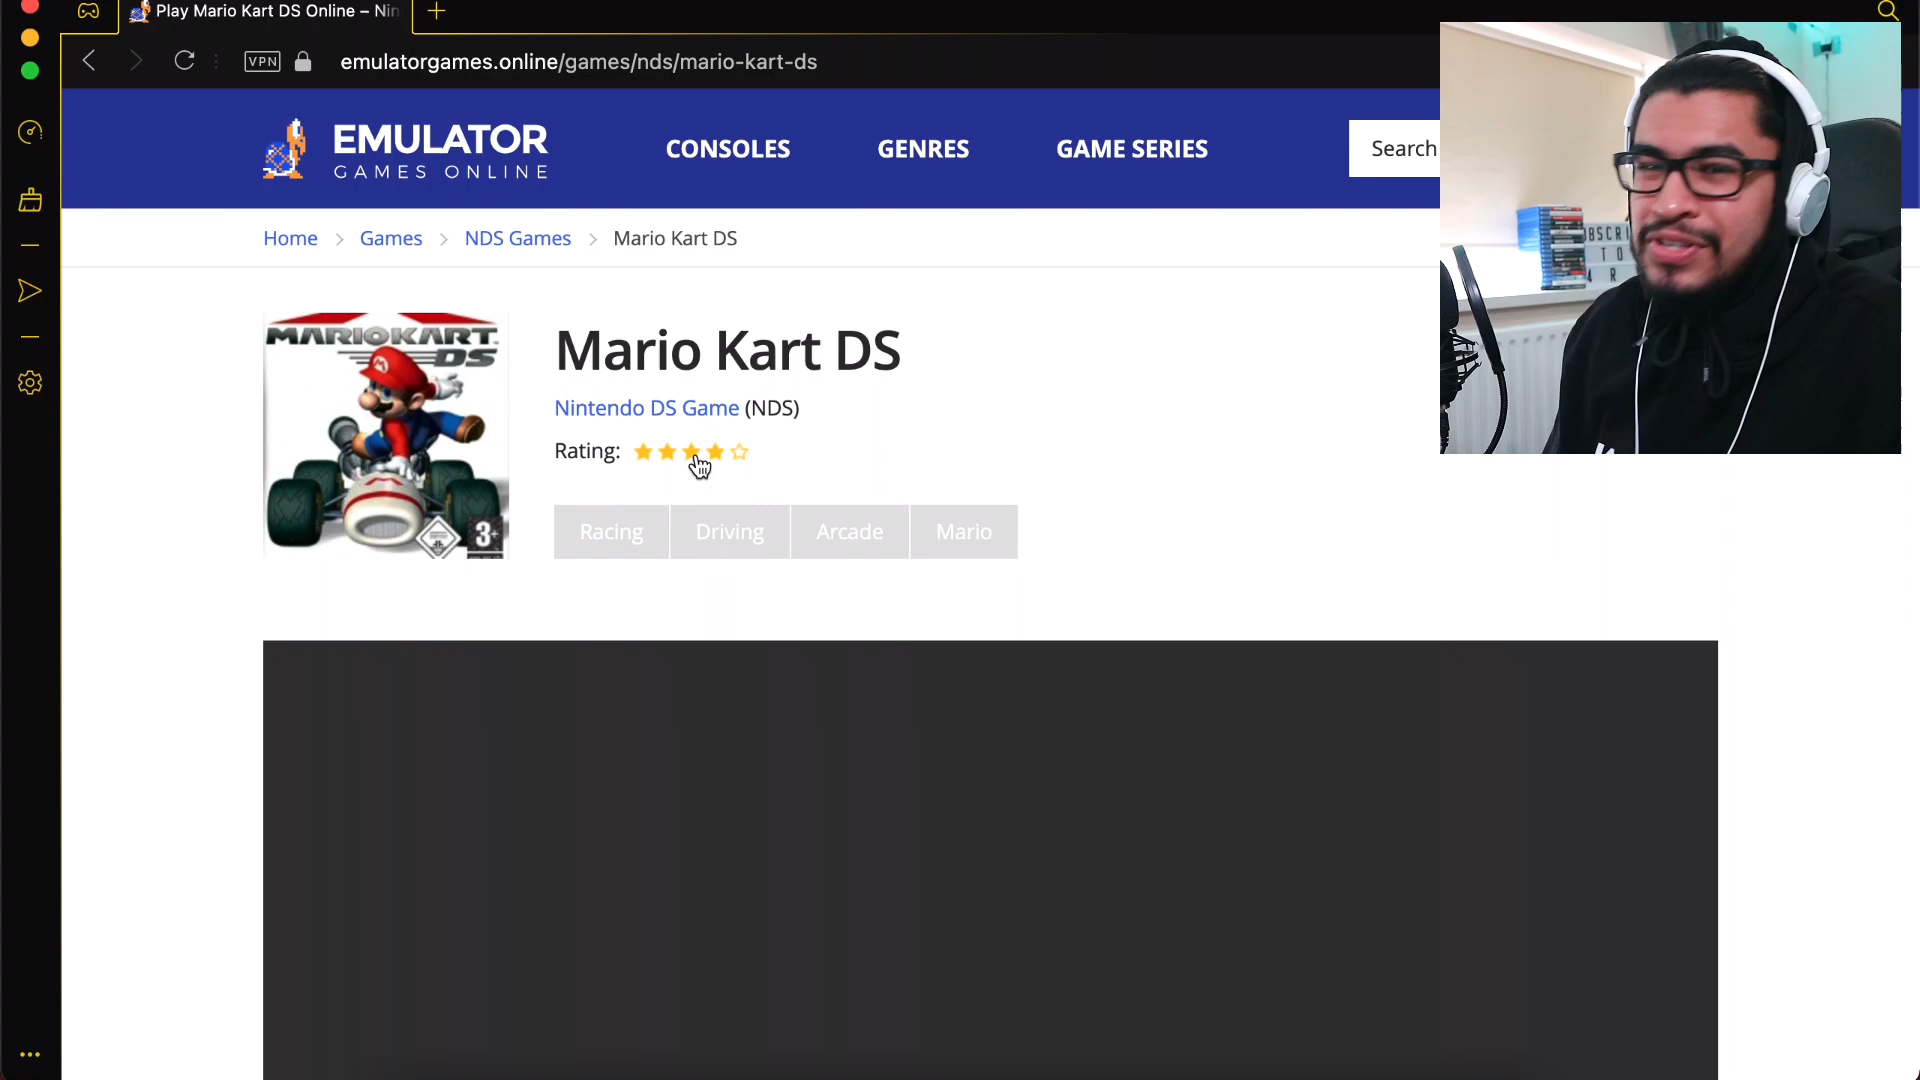 Play Mario Kart DS Online – Nin
VPN
emulatorgames.online/games/nds/mario-kart-ds
EMULATOR
GAMES ONLINE
CONSOLES
GENRES
GAME SERIES
Search
Home > Games > NDS Games > Mario Kart DS
MARIOKART
DS
3+
Mario Kart DS
Nintendo DS Game (NDS)
Rating:
Racing
Driving
Arcade
Mario
BSCRI
T O
4 R